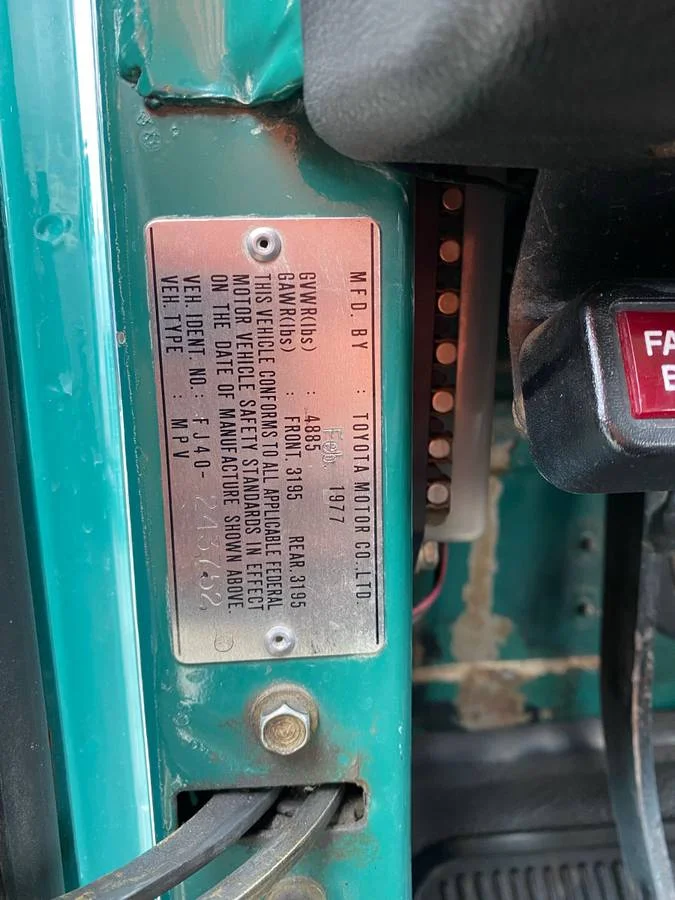 MFD. BY : TOYOTA MOTOR CO.,LTD.
Feb. 1977
GVWR(lbs) : 4885
GAWR(lbs) : FRONT. 3195 REAR. 3195
THIS VEHICLE CONFORMS TO ALL APPLICABLE FEDERAL
MOTOR VEHICLE SAFETY STANDARDS IN EFFECT
ON THE DATE OF MANUFACTURE SHOWN ABOVE.
VEH. IDENT. NO.: FJ40-
VEH. TYPE : MPV
FA